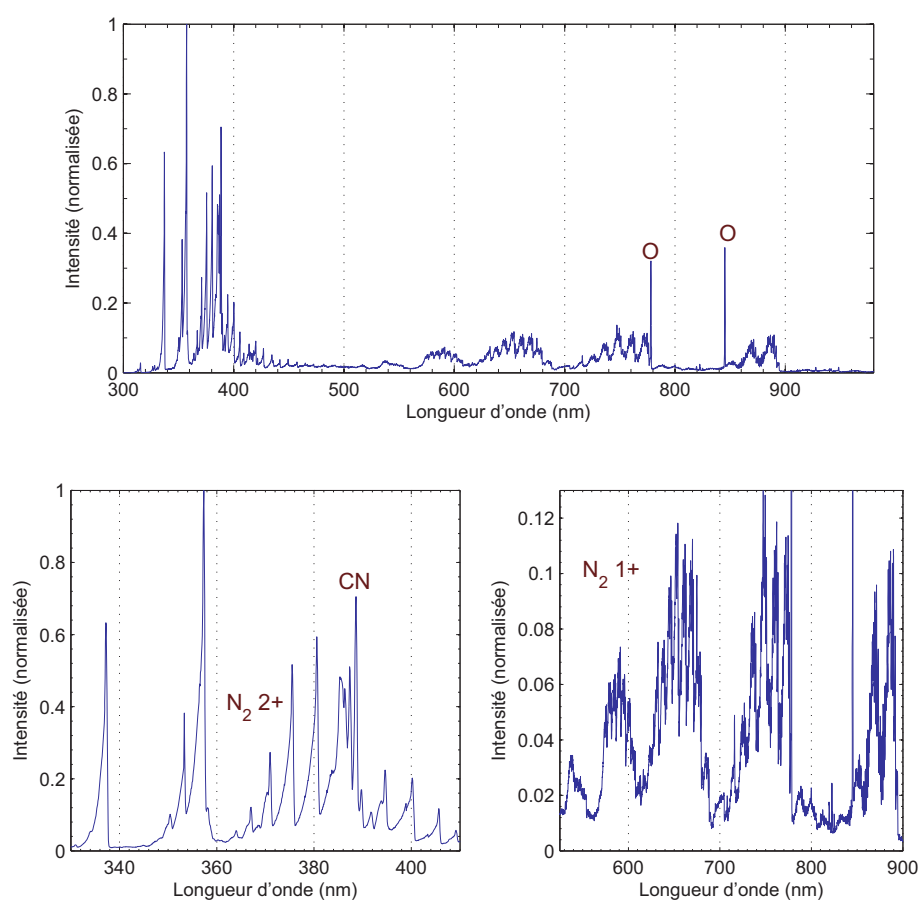 1
0.8
0.6
0.4
0.2
0
Intensité (normalisée)
O
O
300 400 500 600 700 800 900
Longueur d'onde (nm)
1
0.8
0.6
0.4
0.2
0
Intensité (normalisée)
CN
N2 2+
340 360 380 400
Longueur d'onde (nm)
0.12
0.1
0.08
0.06
0.04
0.02
0
Intensité (normalisée)
N2 1+
600 700 800 900
Longueur d'onde (nm)